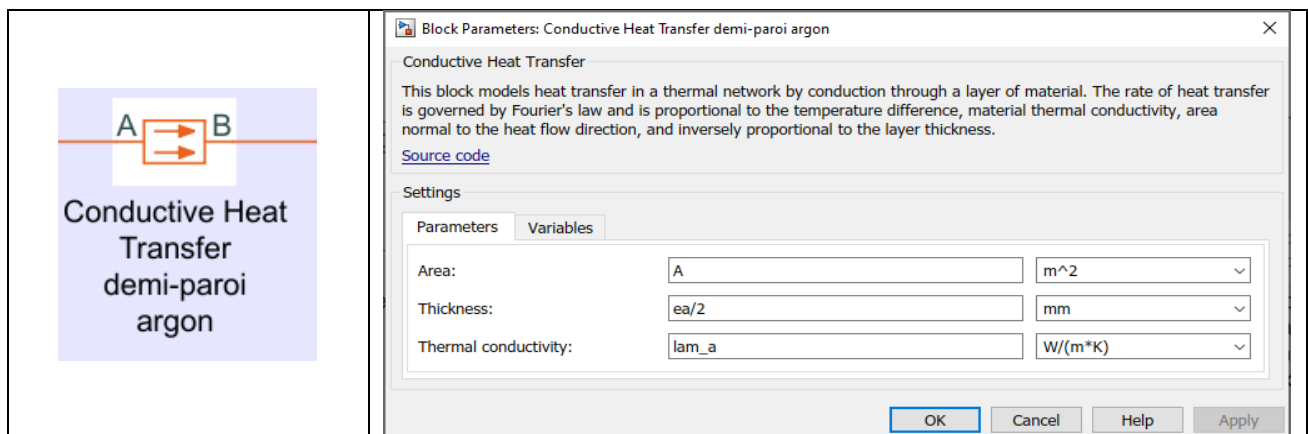 A B
Conductive Heat
Transfer
demi-paroi
argon
Block Parameters: Conductive Heat Transfer demi-paroi argon
Conductive Heat Transfer
This block models heat transfer in a thermal network by conduction through a layer of material. The rate of heat transfer
is governed by Fourier's law and is proportional to the temperature difference, material thermal conductivity, area
normal to the heat flow direction, and inversely proportional to the layer thickness.
Source code
Settings
Parameters Variables
Area: A m^2
Thickness: ea/2 mm
Thermal conductivity: lam_a W/(m*K)
OK Cancel Help Apply